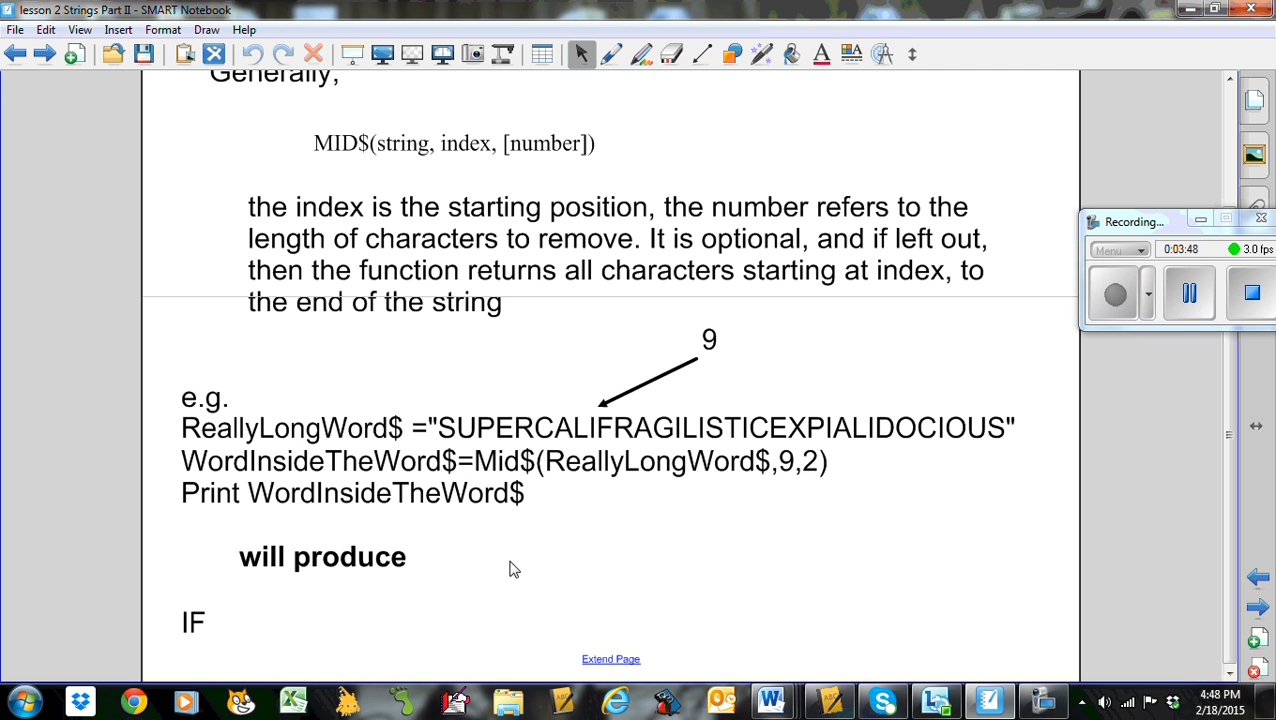 lesson 2 Strings Part II - SMART Notebook
File Edit View Insert Format Draw Help
Generally,
MID$(string, index, [number])
the index is the starting position, the number refers to the
length of characters to remove. It is optional, and if left out,
then the function returns all characters starting at index, to
the end of the string
Recording...
Menu 0:03:48 3.0 fps
9
e.g.
ReallyLongWord$ ="SUPERCALIFRAGILISTICEXPIALIDOCIOUS"
WordInsideTheWord$=Mid$(ReallyLongWord$,9,2)
Print WordInsideTheWord$
will produce
IF
Extend Page
4:48 PM
2/18/2015